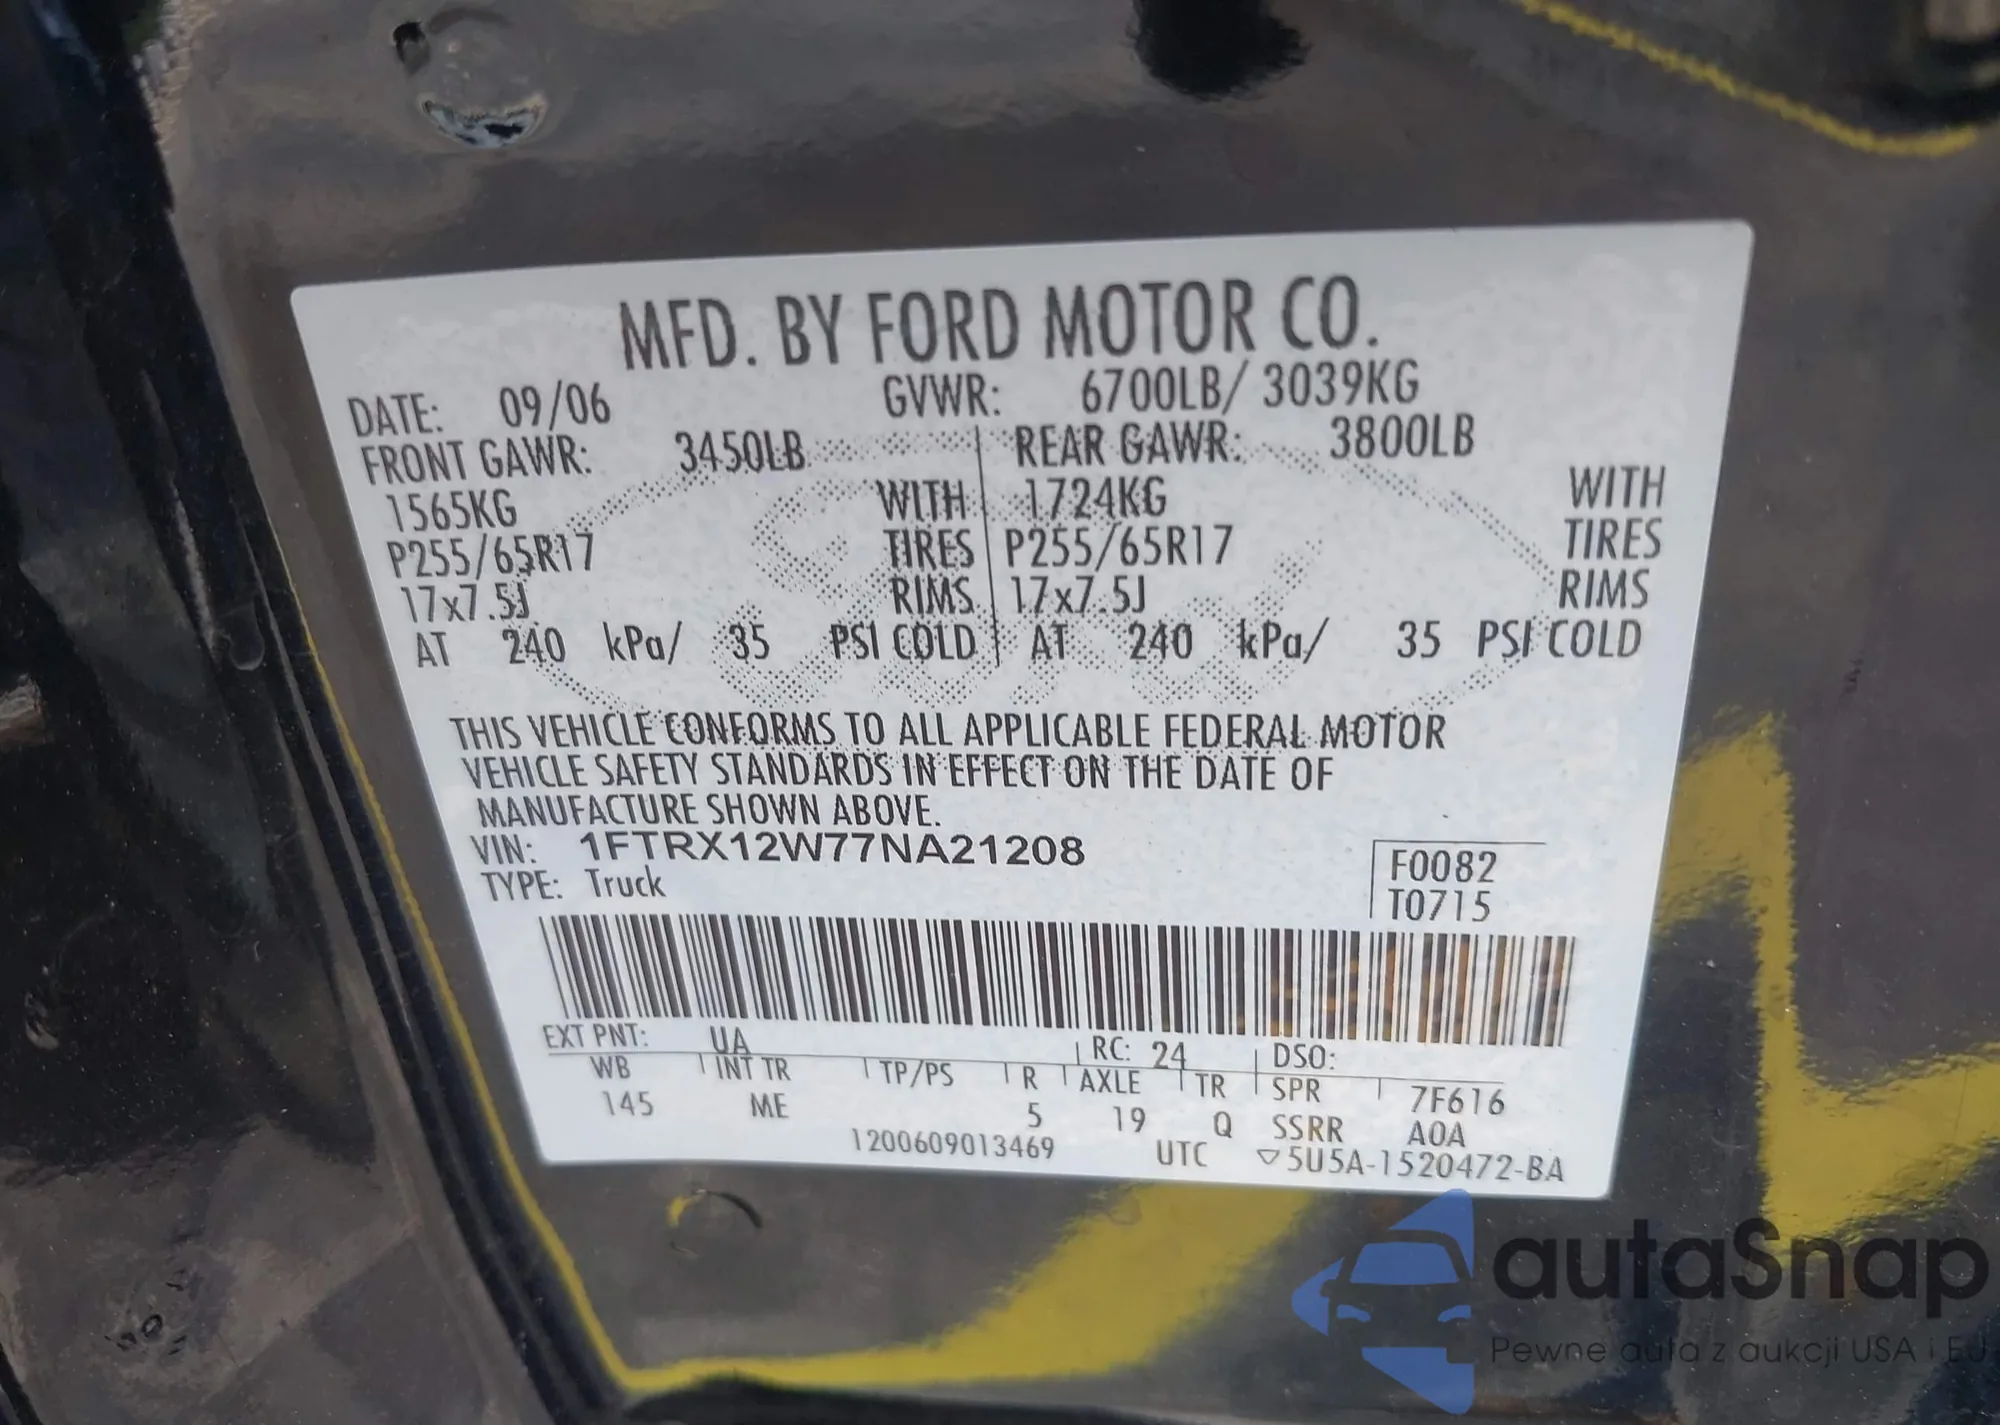 MFD. BY FORD MOTOR CO.
DATE: 09/06 GVWR: 6700LB/ 3039KG
FRONT GAWR: 3450LB REAR GAWR: 3800LB
1565KG WITH 1724KG WITH
P255/65R17 TIRES P255/65R17 TIRES
17x7.5J RIMS 17x7.5J RIMS
AT 240 kPa/ 35 PSI COLD AT 240 kPa/ 35 PSI COLD
THIS VEHICLE CONFORMS TO ALL APPLICABLE FEDERAL MOTOR
VEHICLE SAFETY STANDARDS IN EFFECT ON THE DATE OF
MANUFACTURE SHOWN ABOVE.
VIN: 1FTRX12W77NA21208 F0082
TYPE: Truck T0715
EXT PNT: UA RC: 24 DSO:
WB INT TR TP/PS R AXLE TR SPR 7F616
145 ME 5 19 Q SSRR A0A
1200609013469 UTC ▽5U5A-1520472-BA
autaSnap
Pewne auta z aukcji USA i EU